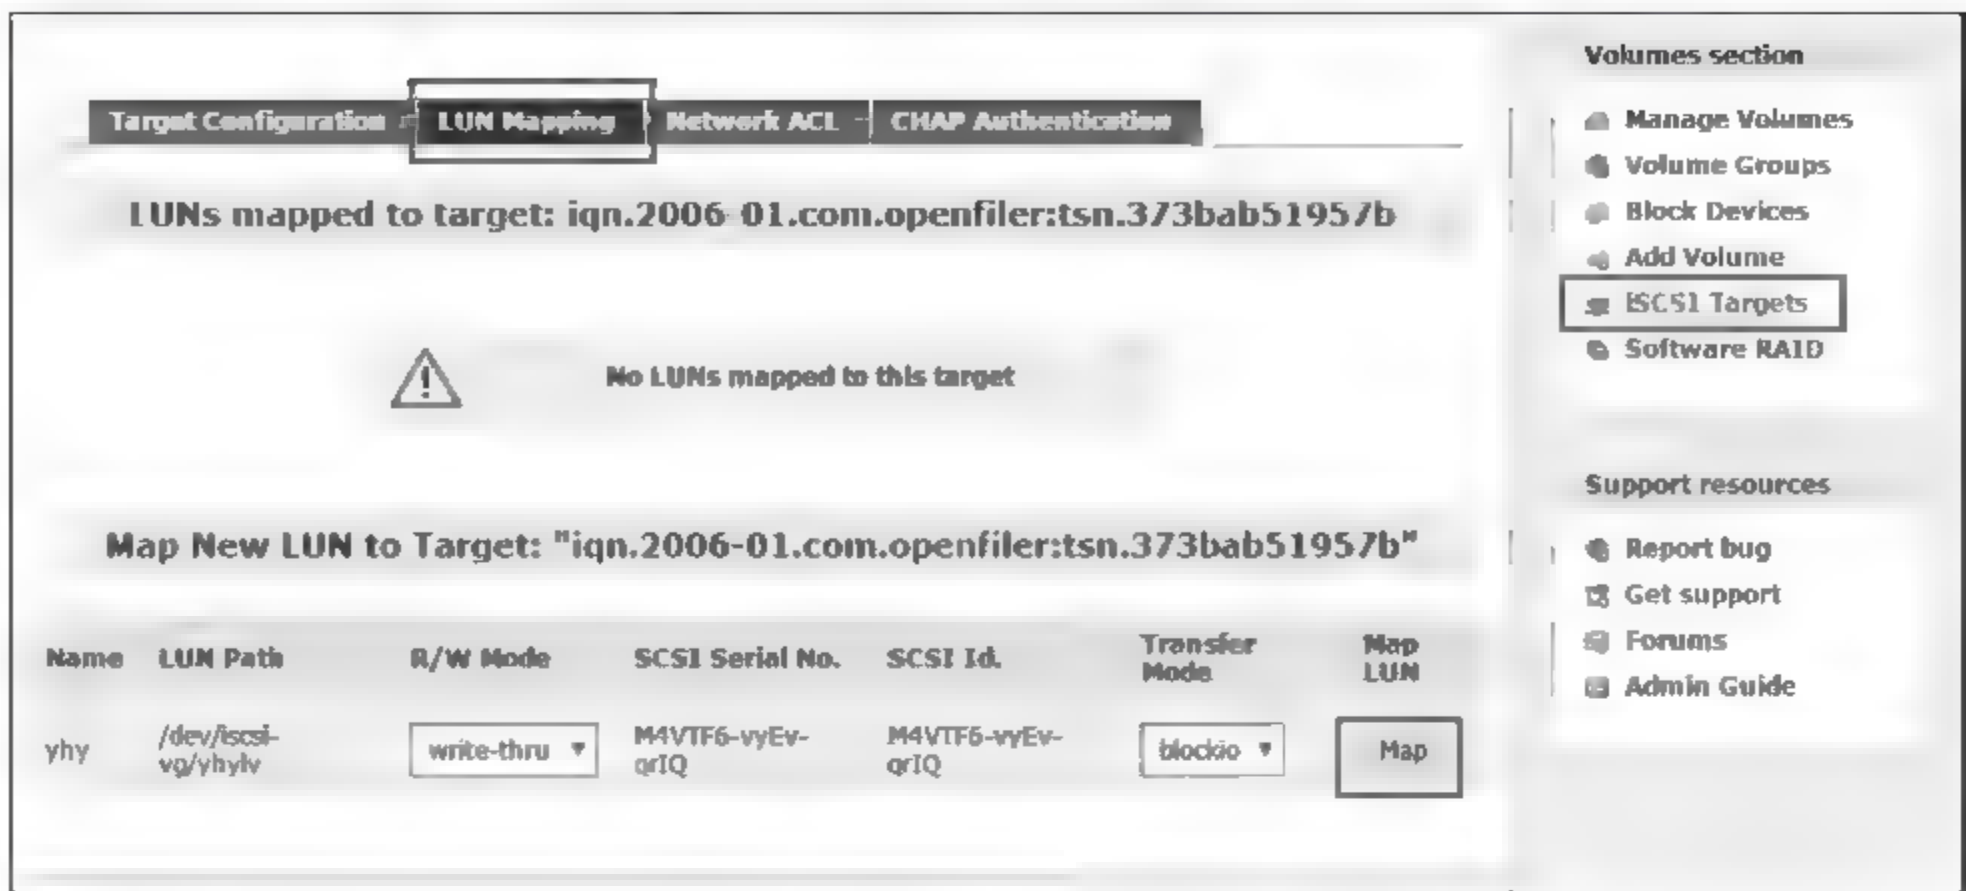 Target Configuration LUN Mapping Network ACL CHAP Authentication
LUNs mapped to target: iqn.2006-01.com.openfiler:tsn.373bab51957b
No LUNs mapped to this target
Map New LUN to Target: "iqn.2006-01.com.openfiler:tsn.373bab51957b"
Name LUN Path R/W Mode SCSI Serial No. SCSI Id. Transfer Mode Map LUN
yhy /dev/iscsi-vg/yhylv write-thru M4VTF6-vyEv-qrIQ M4VTF6-vyEv-qrIQ blockio Map
Volumes section
Manage Volumes
Volume Groups
Block Devices
Add Volume
iSCSI Targets
Software RAID
Support resources
Report bug
Get support
Forums
Admin Guide